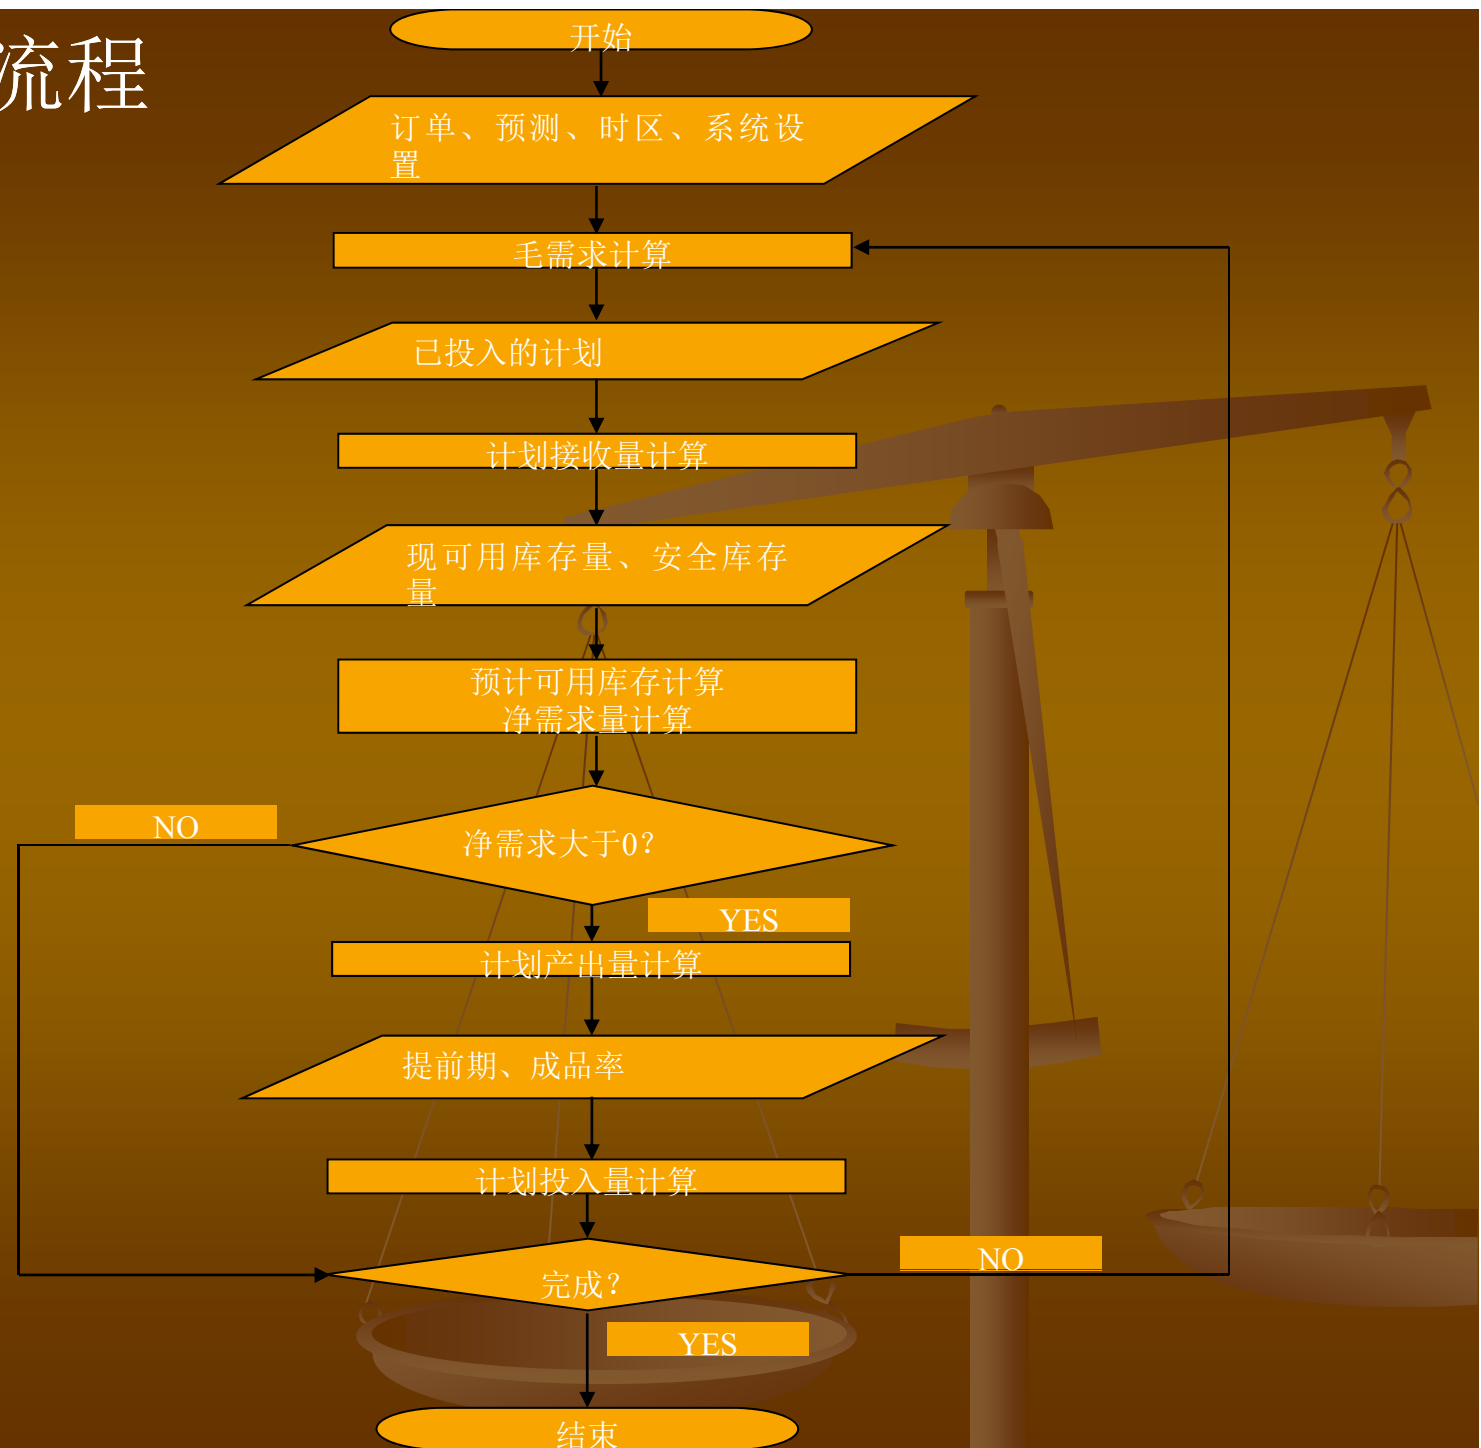 流程
开始
订单、预测、时区、系统设
置
毛需求计算
已投入的计划
计划接收量计算
现可用库存量、安全库存
量
预计可用库存计算
净需求量计算
NO
净需求大于0?
YES
计划产出量计算
提前期、成品率
计划投入量计算
NO
完成?
YES
结束